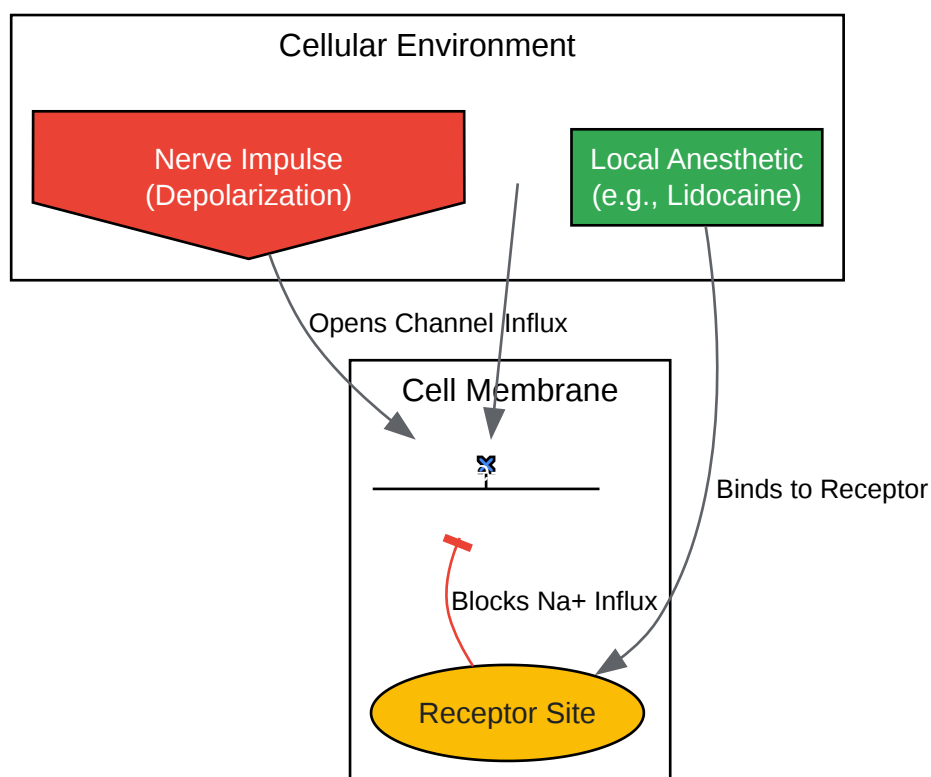 Cellular Environment
Nerve Impulse
(Depolarization)
Local Anesthetic
(e.g., Lidocaine)
Opens Channel
Influx
Cell Membrane
Binds to Receptor
Blocks Na+ Influx
Receptor Site